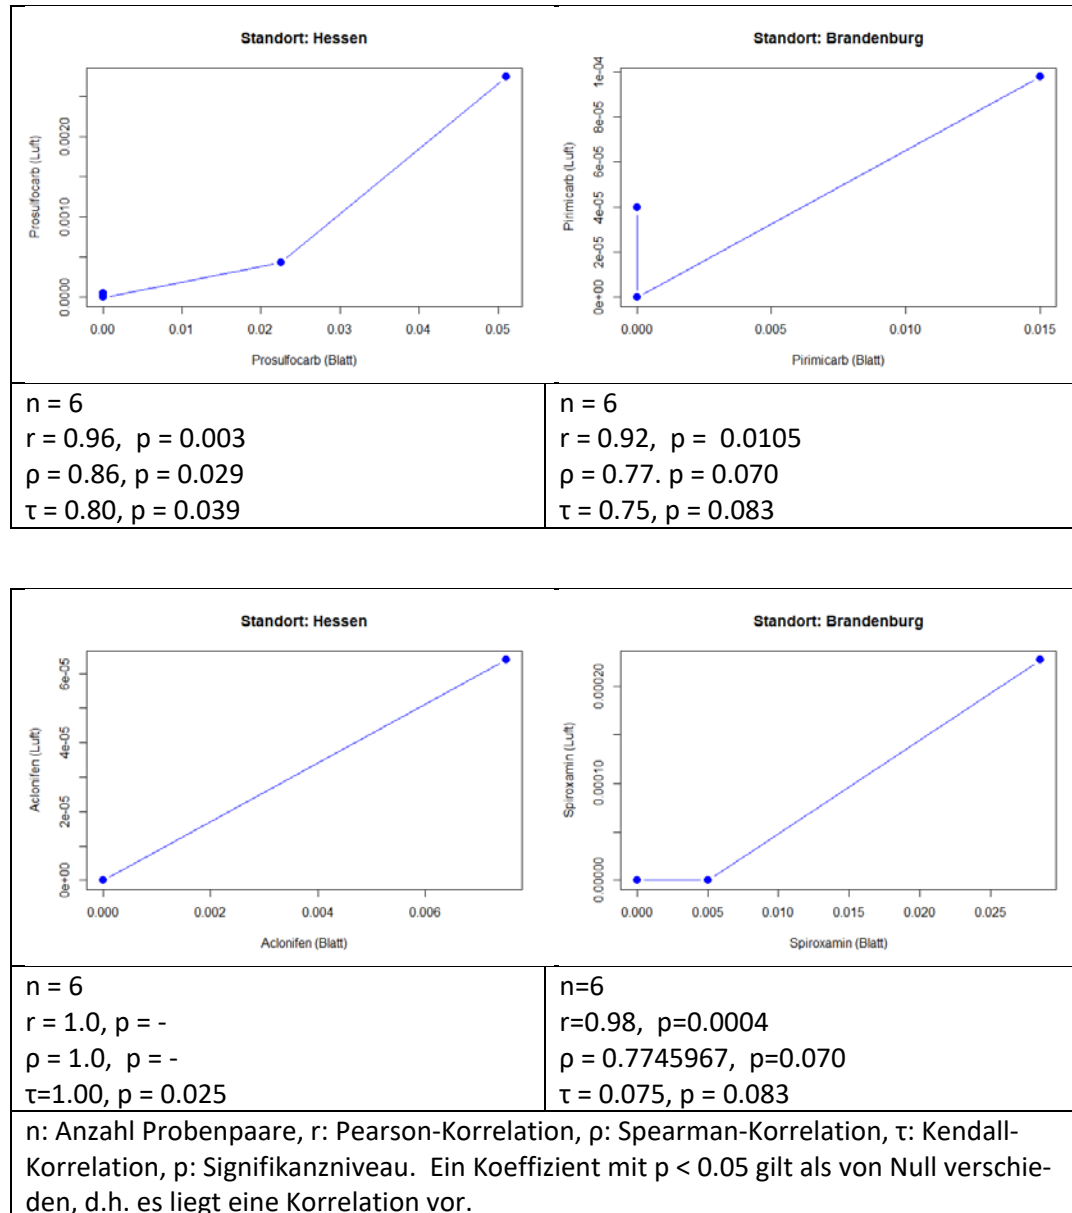 Standort: Hessen
Prosulfocarb (Luft)
0.0000 0.0010 0.0020
0.00 0.01 0.02 0.03 0.04 0.05
Prosulfocarb (Blatt)
Standort: Brandenburg
Pirimicarb (Luft)
0e+00 2e-05 4e-05 6e-05 8e-05 1e-04
0.000 0.005 0.010 0.015
Pirimicarb (Blatt)
n = 6
r = 0.96, p = 0.003
ρ = 0.86, p = 0.029
τ = 0.80, p = 0.039
n = 6
r = 0.92, p = 0.0105
ρ = 0.77. p = 0.070
τ = 0.75, p = 0.083
Standort: Hessen
Aclonifen (Luft)
0e+00 2e-05 4e-05 6e-05
0.000 0.002 0.004 0.006
Aclonifen (Blatt)
Standort: Brandenburg
Spiroxamin (Luft)
0.00000 0.00010 0.00020
0.000 0.005 0.010 0.015 0.020 0.025
Spiroxamin (Blatt)
n = 6
r = 1.0, p = -
ρ = 1.0, p = -
τ=1.00, p = 0.025
n=6
r=0.98, p=0.0004
ρ = 0.7745967, p=0.070
τ = 0.075, p = 0.083
n: Anzahl Probenpaare, r: Pearson-Korrelation, ρ: Spearman-Korrelation, τ: Kendall-
Korrelation, p: Signifikanzniveau. Ein Koeffizient mit p < 0.05 gilt als von Null verschie-
den, d.h. es liegt eine Korrelation vor.